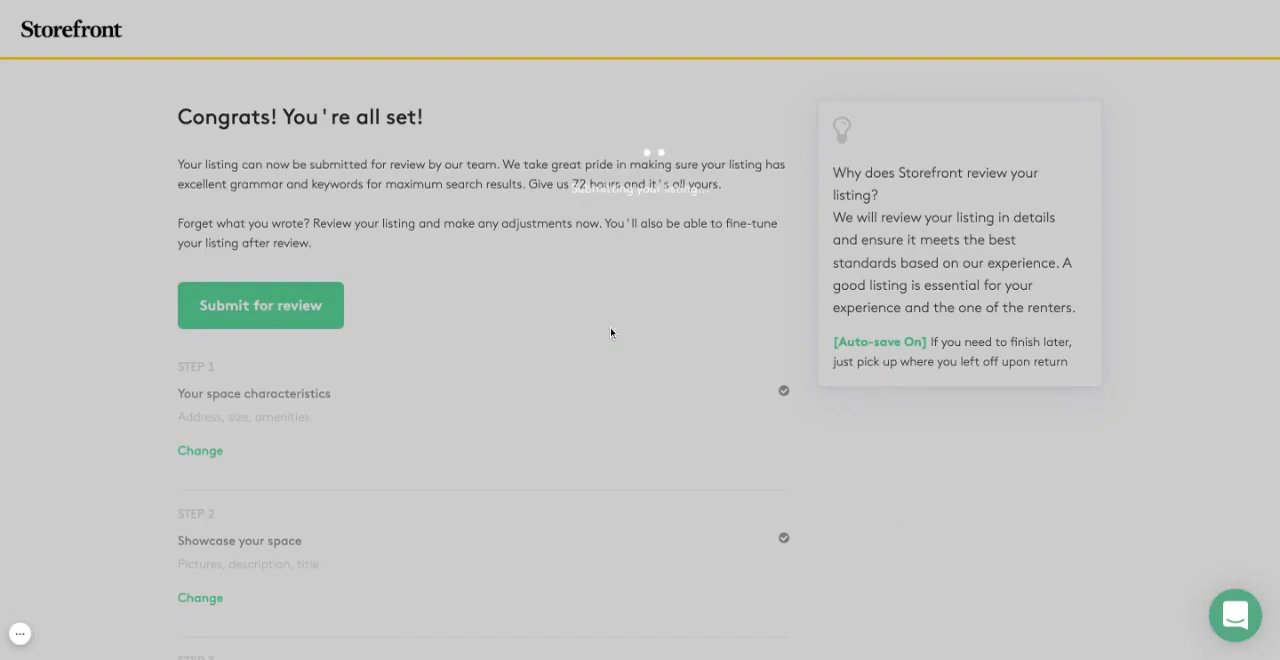 Storefront
Congrats! You're all set!
Your listing can now be submitted for review by our team. We take great pride in making sure your listing has
excellent grammar and keywords for maximum search results. Give us 72 hours and it's all yours.
Submitting your listing...
Forget what you wrote? Review your listing and make any adjustments now. You'll also be able to fine-tune
your listing after review.
Submit for review
STEP 1
Your space characteristics
Address, size, amenities.
Change
STEP 2
Showcase your space
Pictures, description, title.
Change
STEP 3
Why does Storefront review your
listing?
We will review your listing in details
and ensure it meets the best
standards based on our experience. A
good listing is essential for your
experience and the one of the renters.
[Auto-save On] If you need to finish later,
just pick up where you left off upon return